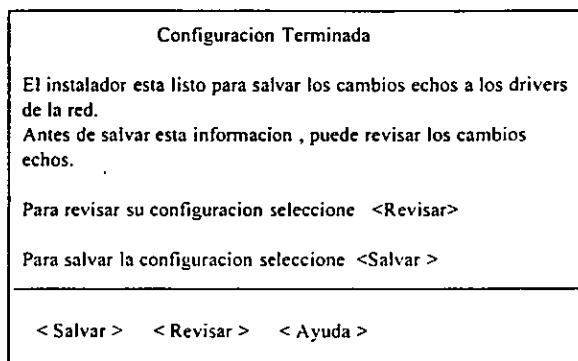 Configuracion Terminada
El instalador esta listo para salvar los cambios echos a los drivers
de la red.
Antes de salvar esta informacion , puede revisar los cambios
echos.
Para revisar su configuracion seleccione <Revisar>
Para salvar la configuracion seleccione <Salvar >
< Salvar > < Revisar > < Ayuda >